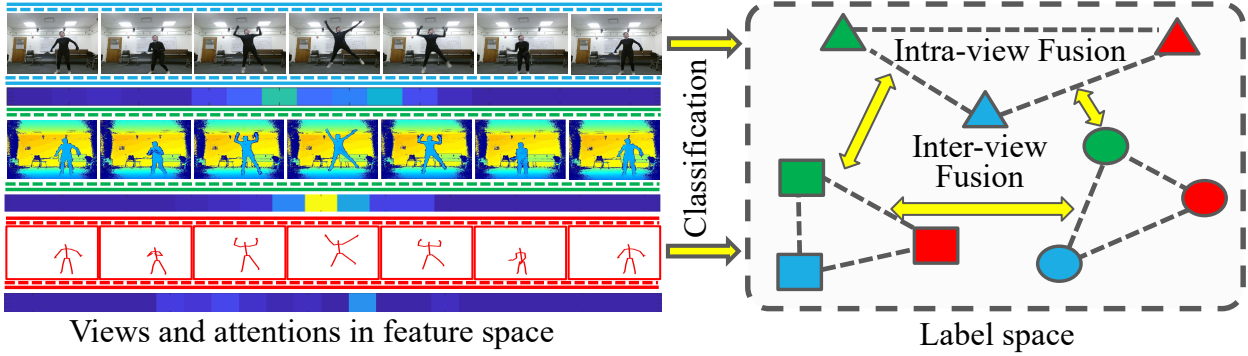 Views and attentions in feature space
Classification
Intra-view Fusion
Inter-view
Fusion
Label space